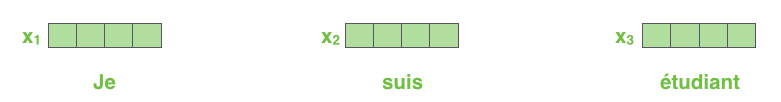 x₁ x₂ x₃
Je suis étudiant